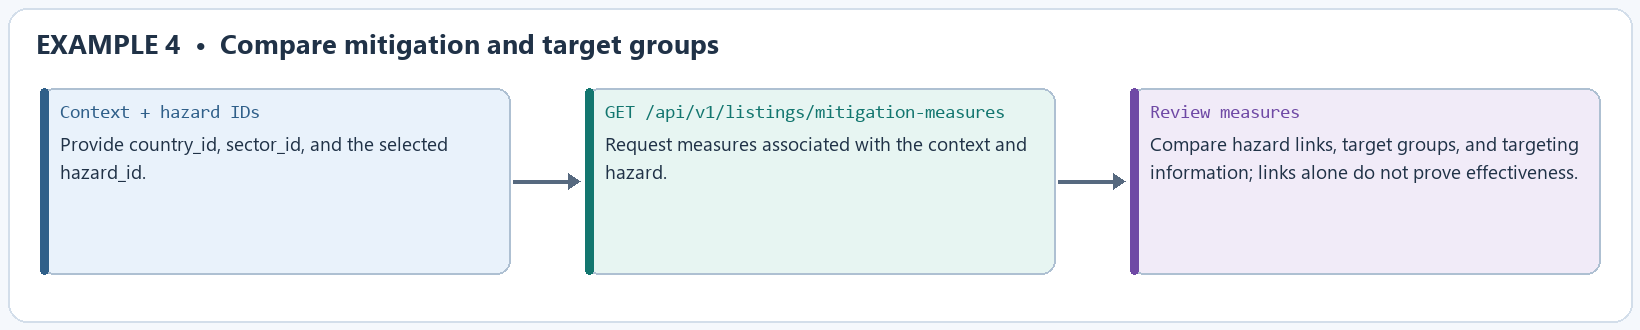 EXAMPLE 4 • Compare mitigation and target groups
Context + hazard IDs
Provide country_id, sector_id, and the selected
hazard_id.
GET /api/v1/listings/mitigation-measures
Request measures associated with the context and
hazard.
Review measures
Compare hazard links, target groups, and targeting
information; links alone do not prove effectiveness.